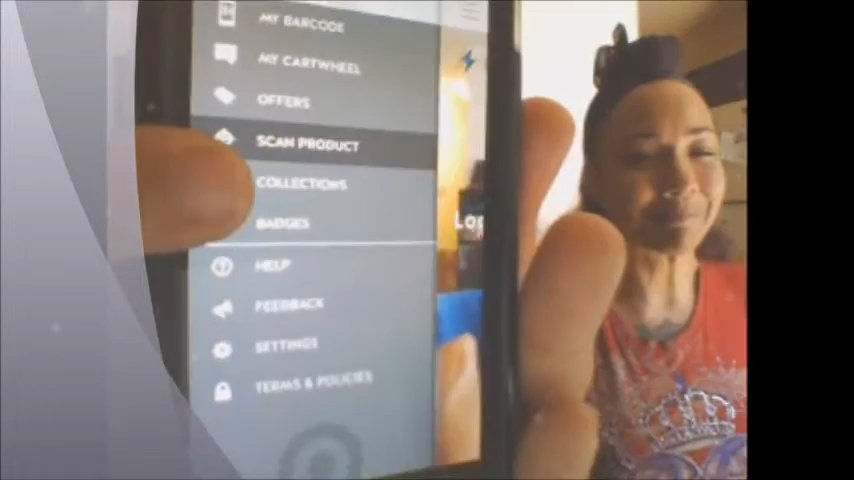 MY BARCODE
MY CARTWHEEL
OFFERS
SCAN PRODUCT
COLLECTIONS
BADGES
HELP
FEEDBACK
SETTINGS
TERMS & POLICIES